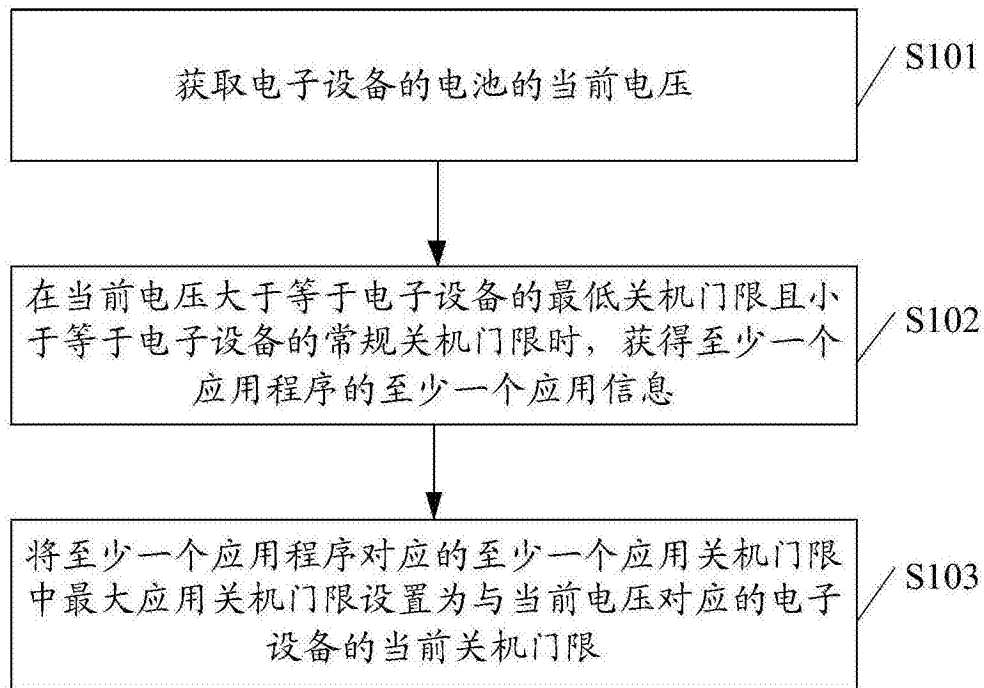 获取电子设备的电池的当前电压
S101
在当前电压大于等于电子设备的最低关机门限且小
于等于电子设备的常规关机门限时，获得至少一个
应用程序的至少一个应用信息
S102
将至少一个应用程序对应的至少一个应用关机门限
中最大应用关机门限设置为与当前电压对应的电子
设备的当前关机门限
S103